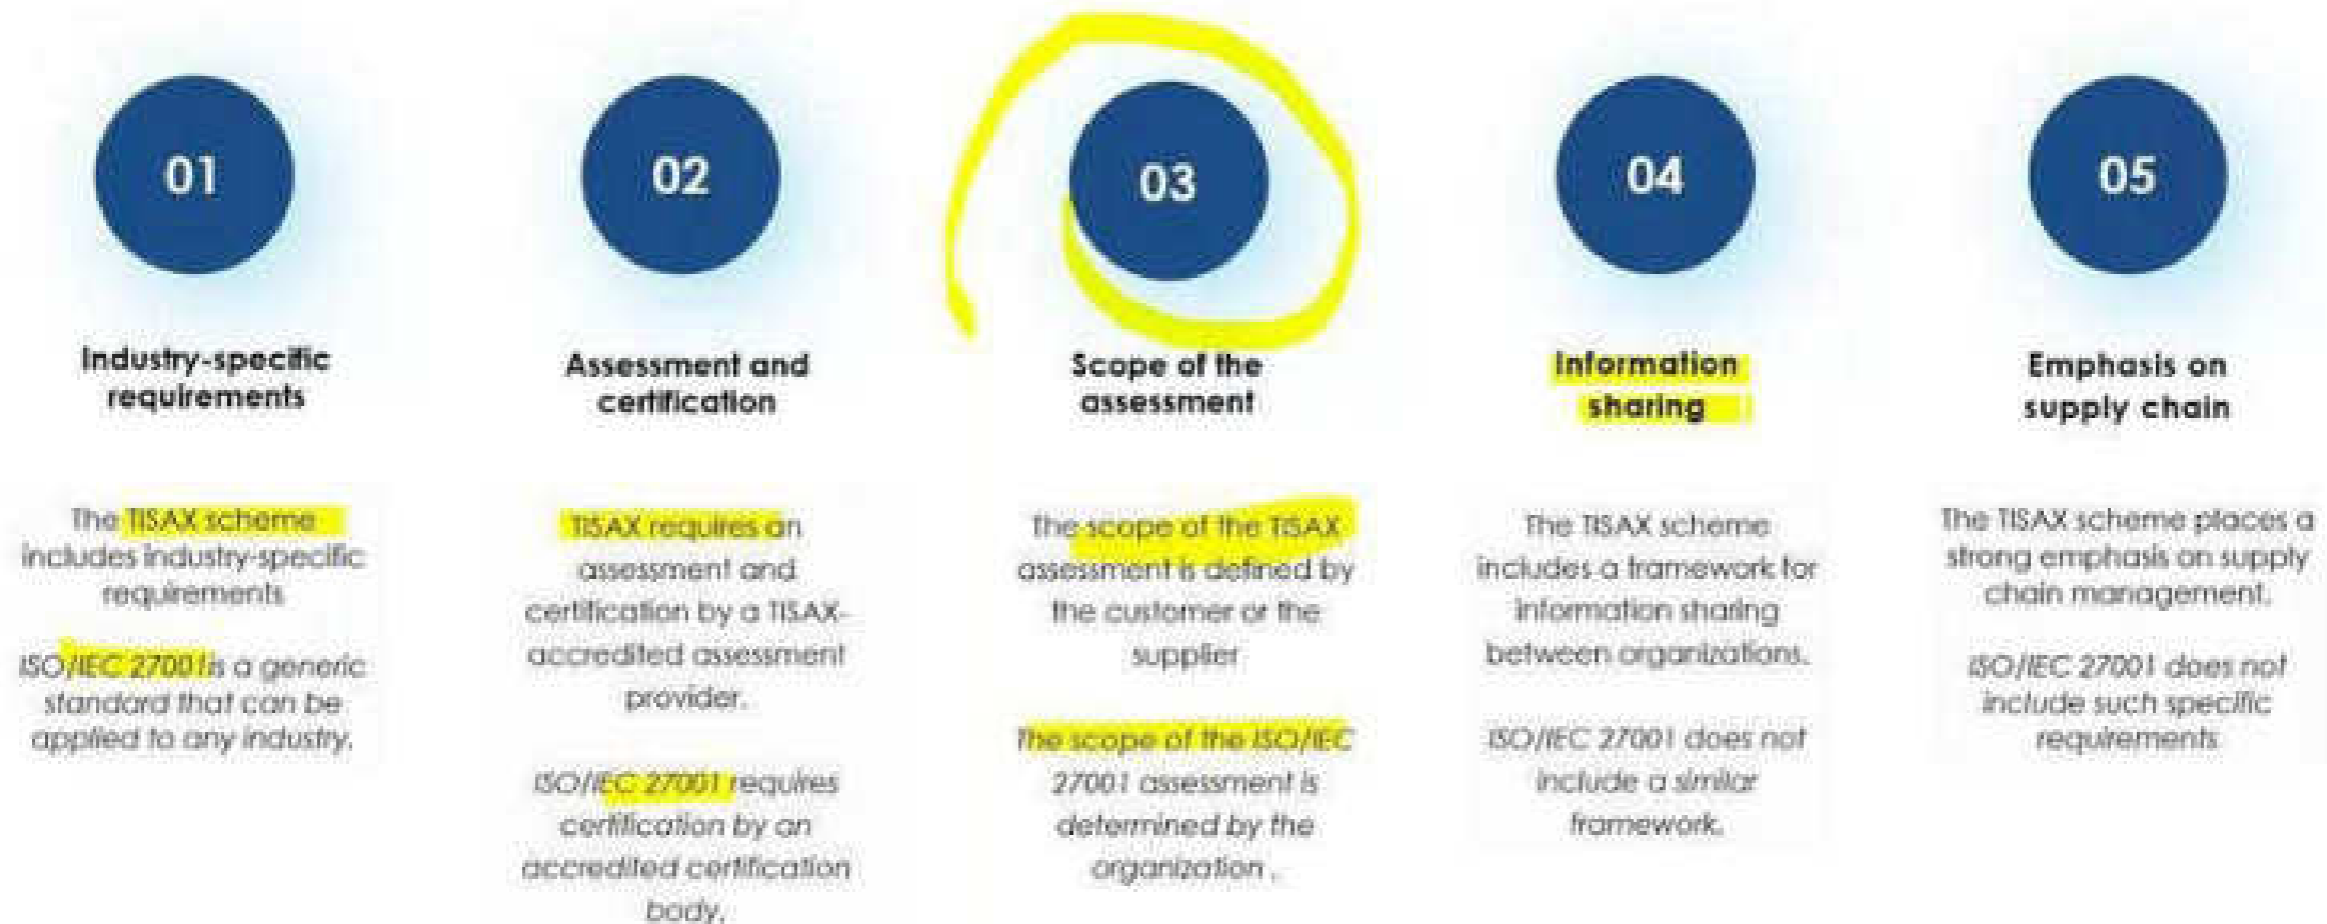 01
Industry-specific
requirements
The TISAX scheme
includes industry-specific
requirements
ISO/IEC 27001is a generic
standard that can be
applied to any industry.
02
Assessment and
certification
TISAX requires an
assessment and
certification by a TISAX-
accredited assessment
provider.
ISO/IEC 27001 requires
certification by an
accredited certification
body.
03
Scope of the
assessment
The scope of the TISAX
assessment is defined by
the customer or the
supplier
The scope of the ISO/IEC
27001 assessment is
determined by the
organization .
04
Information
sharing
The TISAX scheme
includes a framework for
information sharing
between organizations.
ISO/IEC 27001 does not
include a similar
framework.
05
Emphasis on
supply chain
The TISAX scheme places a
strong emphasis on supply
chain management.
ISO/IEC 27001 does not
include such specific
requirements